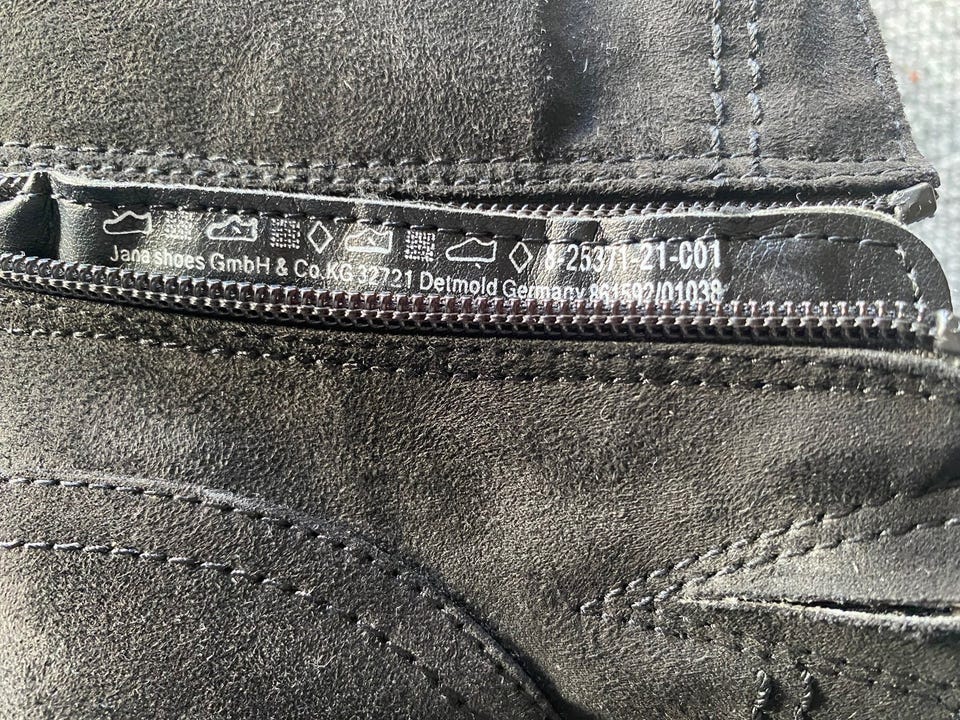 8-25371-21-C01
Jana shoes GmbH & Co.KG 32721 Detmold Germany 861592/01038